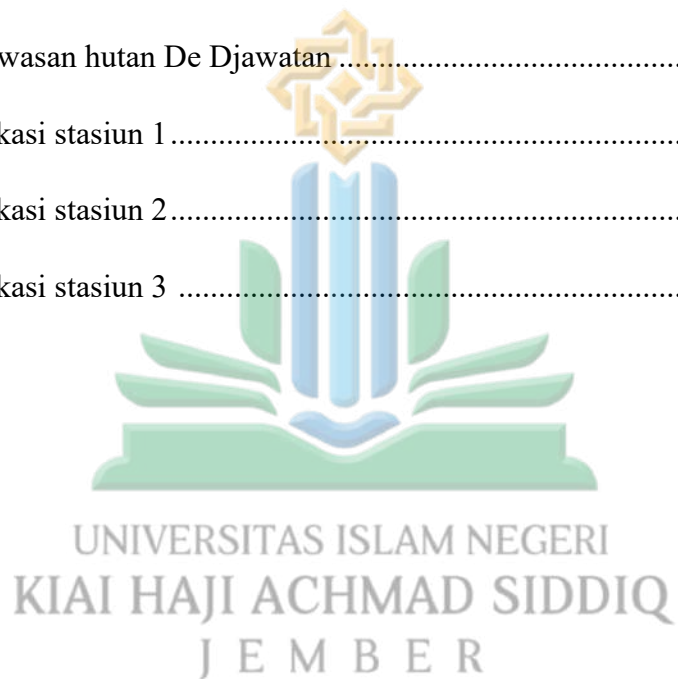 wasan hutan De Djawatan ........................................
kasi stasiun 1................................................................
kasi stasiun 2................................................................
kasi stasiun 3 ...............................................................
UNIVERSITAS ISLAM NEGERI
KIAI HAJI ACHMAD SIDDIQ
JEMBER